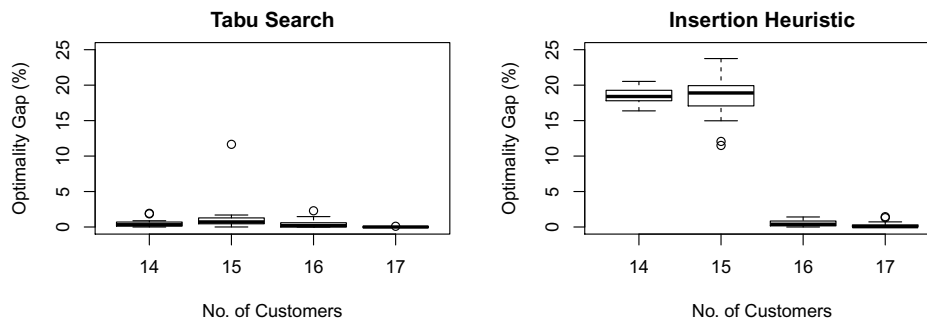 Tabu Search
Optimality Gap (%)
25
20
15
10
5
0
14 15 16 17
No. of Customers
Insertion Heuristic
Optimality Gap (%)
25
20
15
10
5
0
14 15 16 17
No. of Customers